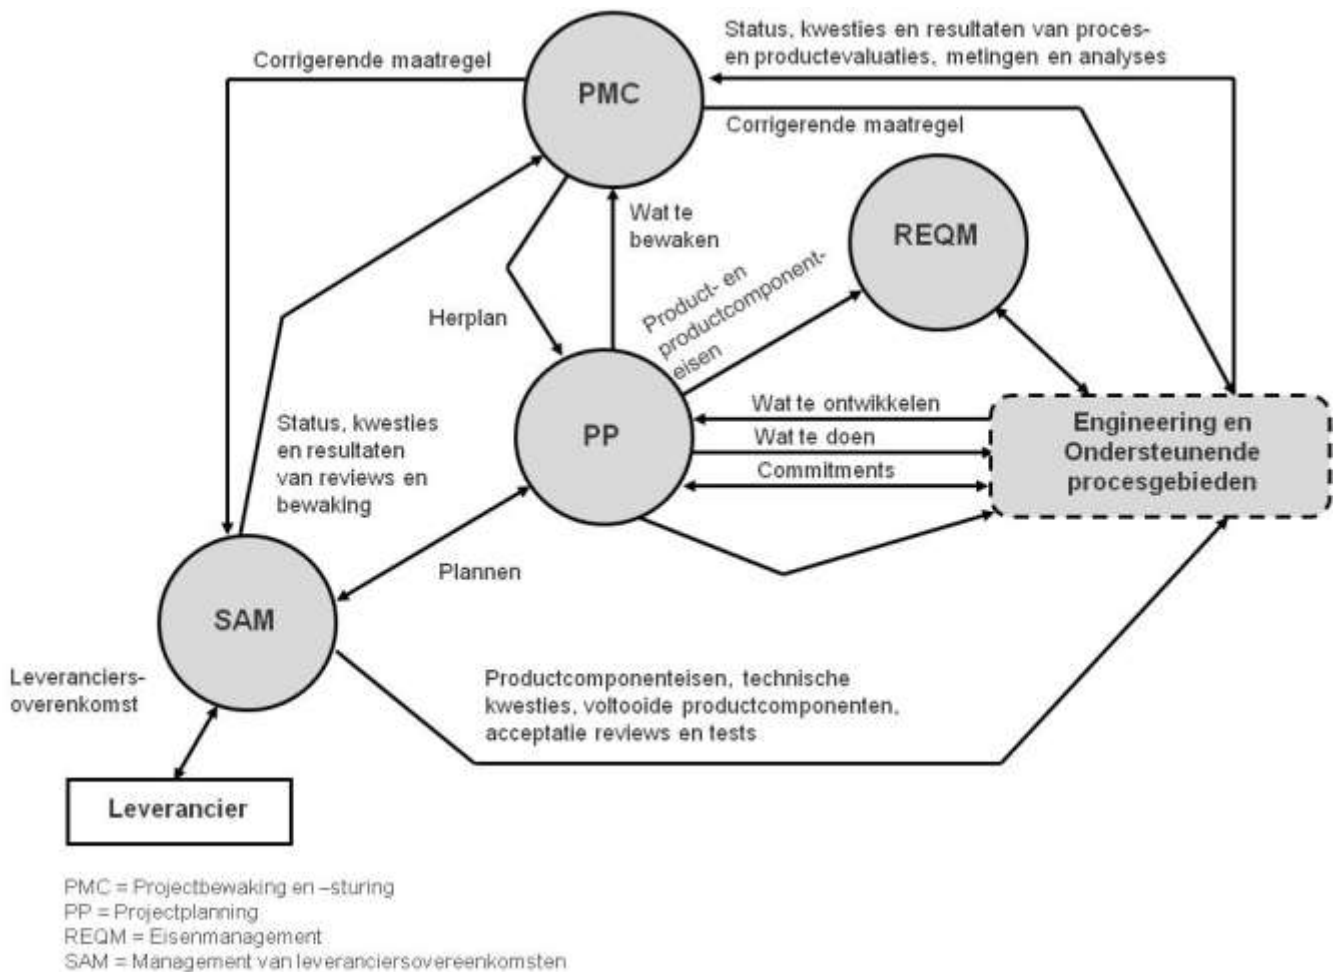 Status, kwesties en resultaten van proces-
en productevaluaties, metingen en analyses
Corrigerende maatregel
PMC
Corrigerende maatregel
REQM
Wat te
bewaken
Product- en
productcomponent-
eisen
Herplan
Wat te ontwikkelen
Wat te doen
Commitments
PP
Engineering en
Ondersteunende
procesgebieden
Status, kwesties
en resultaten
van reviews en
bewaking
Plannen
SAM
Leveranciers-
overenkomst
Productcomponenteisen, technische
kwesties, voltooide productcomponenten,
acceptatie reviews en tests
Leverancier
PMC = Projectbewaking en –sturing
PP = Projectplanning
REQM = Eisenmanagement
SAM = Management van leveranciersovereenkomsten